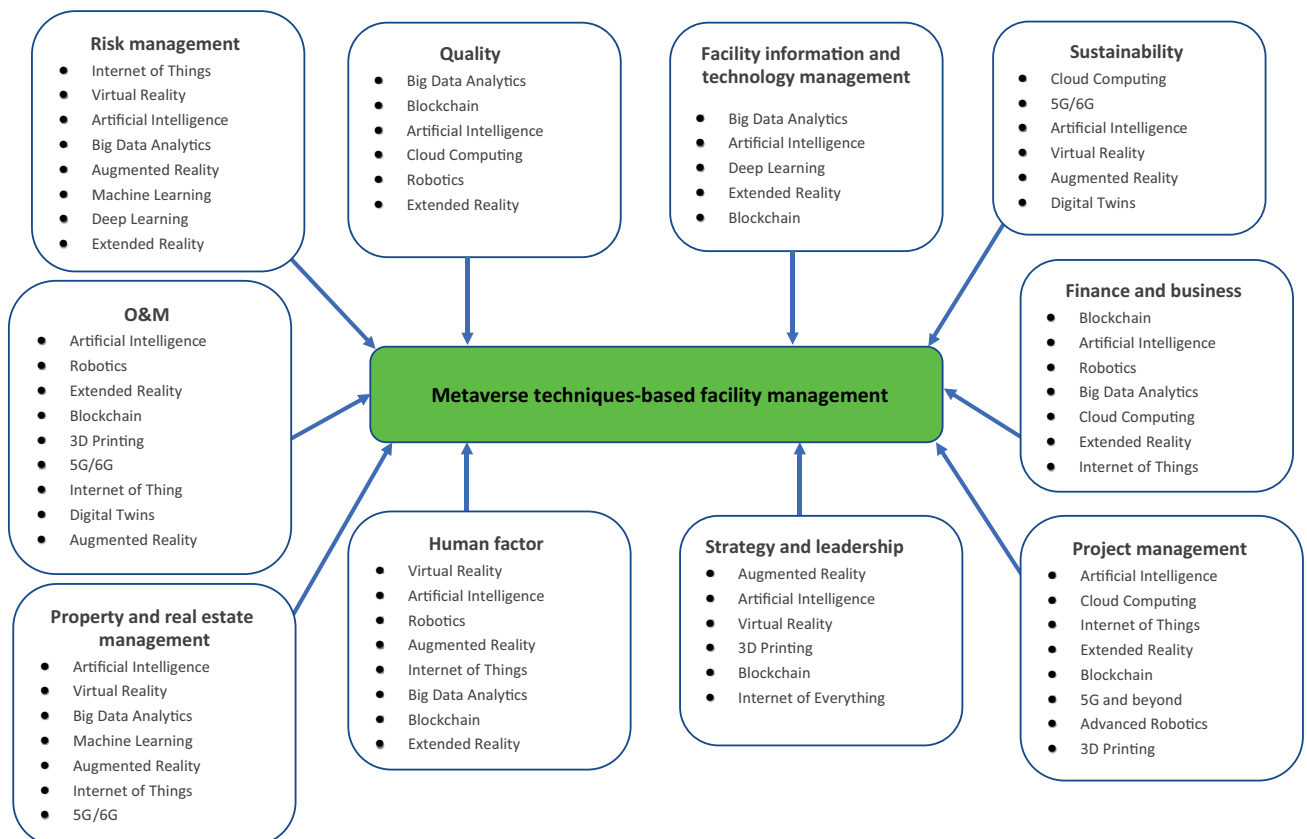 Risk management
Internet of Things
Virtual Reality
Artificial Intelligence
Big Data Analytics
Augmented Reality
Machine Learning
Deep Learning
Extended Reality
Quality
Big Data Analytics
Blockchain
Artificial Intelligence
Cloud Computing
Robotics
Extended Reality
Facility information and
technology management
Big Data Analytics
Artificial Intelligence
Deep Learning
Extended Reality
Blockchain
Sustainability
Cloud Computing
5G/6G
Artificial Intelligence
Virtual Reality
Augmented Reality
Digital Twins
O&M
Artificial Intelligence
Robotics
Extended Reality
Blockchain
3D Printing
5G/6G
Internet of Thing
Digital Twins
Augmented Reality
Metaverse techniques-based facility management
Finance and business
Blockchain
Artificial Intelligence
Robotics
Big Data Analytics
Cloud Computing
Extended Reality
Internet of Things
Property and real estate
management
Artificial Intelligence
Virtual Reality
Big Data Analytics
Machine Learning
Augmented Reality
Internet of Things
5G/6G
Human factor
Virtual Reality
Artificial Intelligence
Robotics
Augmented Reality
Internet of Things
Big Data Analytics
Blockchain
Extended Reality
Strategy and leadership
Augmented Reality
Artificial Intelligence
Virtual Reality
3D Printing
Blockchain
Internet of Everything
Project management
Artificial Intelligence
Cloud Computing
Internet of Things
Extended Reality
Blockchain
5G and beyond
Advanced Robotics
3D Printing